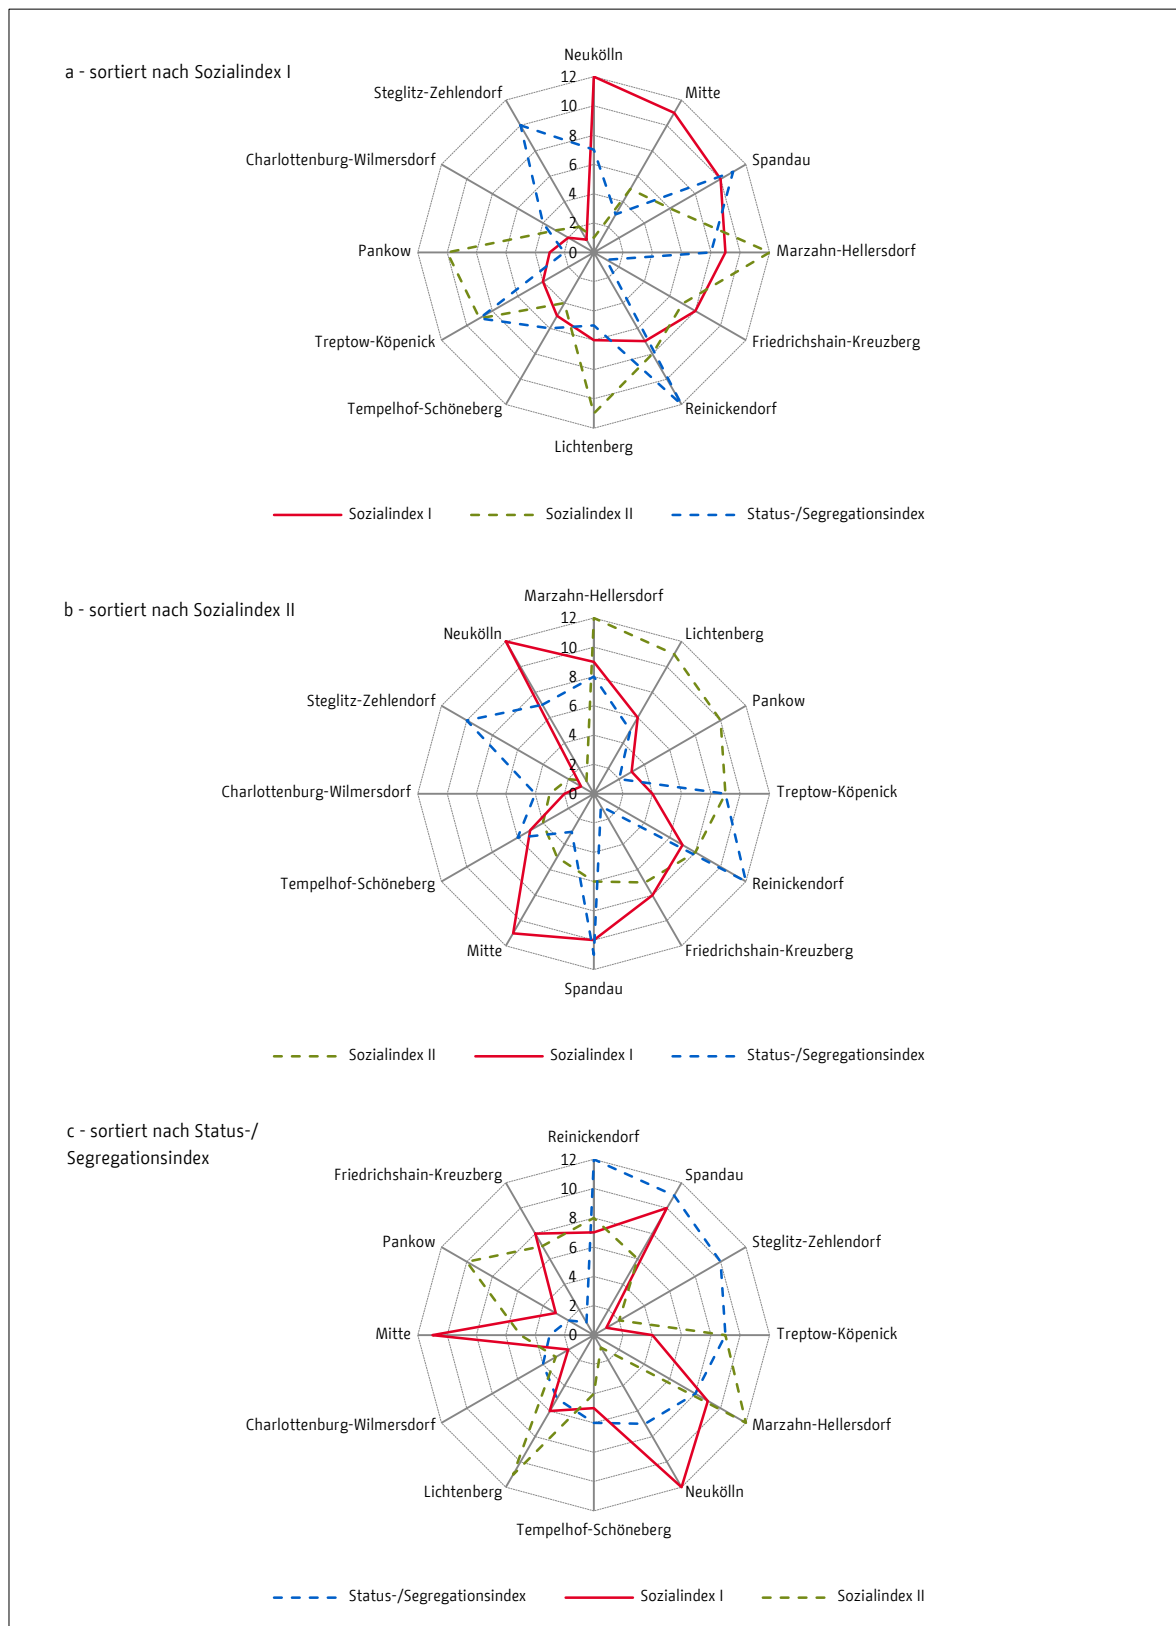 a - sortiert nach Sozialindex I
Neukölln
Mitte
Spandau
Marzahn-Hellersdorf
Friedrichshain-Kreuzberg
Reinickendorf
Lichtenberg
Tempelhof-Schöneberg
Treptow-Köpenick
Pankow
Charlottenburg-Wilmersdorf
Steglitz-Zehlendorf
12
10
8
6
4
2
0
Sozialindex I Sozialindex II Status-/Segregationsindex
b - sortiert nach Sozialindex II
Marzahn-Hellersdorf
Lichtenberg
Pankow
Treptow-Köpenick
Reinickendorf
Friedrichshain-Kreuzberg
Spandau
Mitte
Tempelhof-Schöneberg
Charlottenburg-Wilmersdorf
Steglitz-Zehlendorf
Neukölln
12
10
8
6
4
2
0
Sozialindex II Sozialindex I Status-/Segregationsindex
c - sortiert nach Status-/
Segregationsindex
Reinickendorf
Spandau
Steglitz-Zehlendorf
Treptow-Köpenick
Marzahn-Hellersdorf
Neukölln
Tempelhof-Schöneberg
Lichtenberg
Charlottenburg-Wilmersdorf
Mitte
Pankow
Friedrichshain-Kreuzberg
12
10
8
6
4
2
0
Status-/Segregationsindex Sozialindex I Sozialindex II